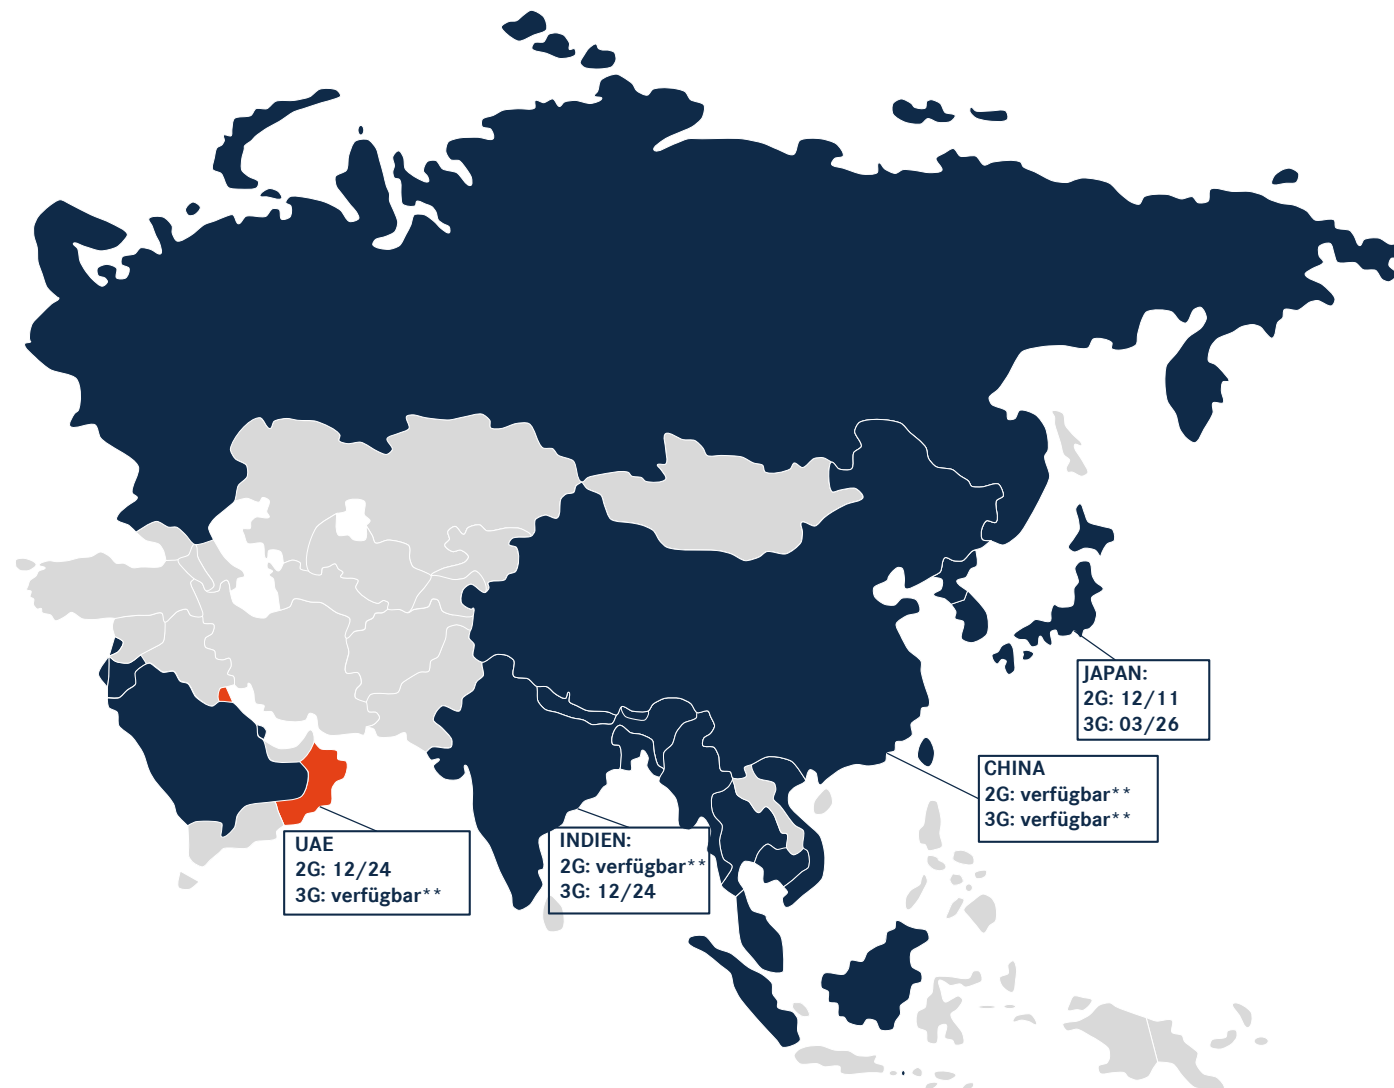 JAPAN:
2G: 12/11
3G: 03/26
CHINA
2G: verfügbar**
3G: verfügbar**
UAE
2G: 12/24
3G: verfügbar**
INDIEN:
2G: verfügbar**
3G: 12/24